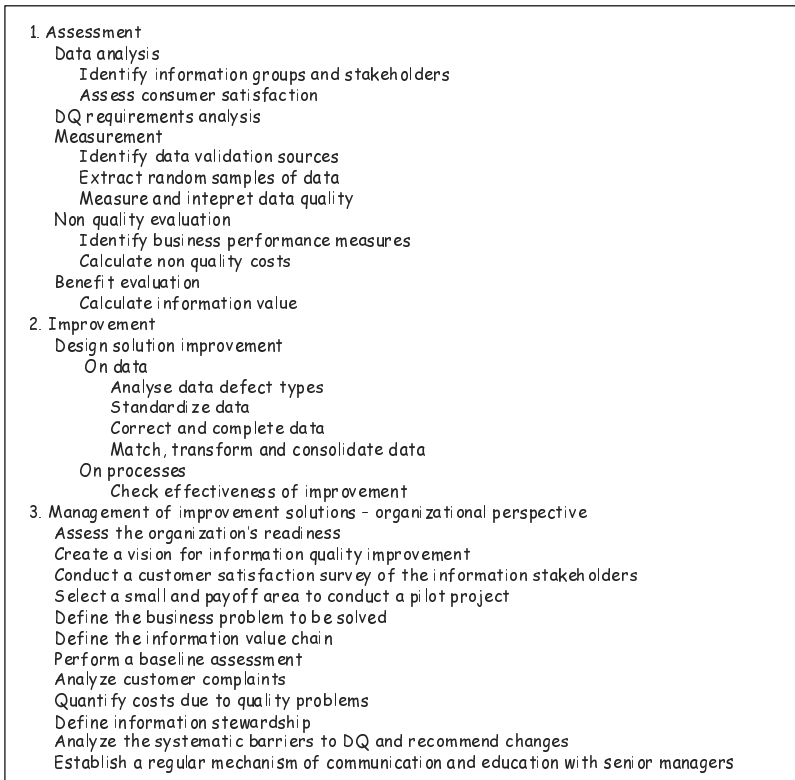 1. Assessment
Data analysis
Identify information groups and stakeholders
Assess consumer satisfaction
DQ requirements analysis
Measurement
Identify data validation sources
Extract random samples of data
Measure and intepret data quality
Non quality evaluation
Identify business performance measures
Calculate non quality costs
Benefit evaluation
Calculate information value
2. Improvement
Design solution improvement
On data
Analyse data defect types
Standardize data
Correct and complete data
Match, transform and consolidate data
On processes
Check effectiveness of improvement
3. Management of improvement solutions – organizational perspective
Assess the organization's readiness
Create a vision for information quality improvement
Conduct a customer satisfaction survey of the information stakeholders
Select a small and payoff area to conduct a pilot project
Define the business problem to be solved
Define the information value chain
Perform a baseline assessment
Analyze customer complaints
Quantify costs due to quality problems
Define information stewardship
Analyze the systematic barriers to DQ and recommend changes
Establish a regular mechanism of communication and education with senior managers